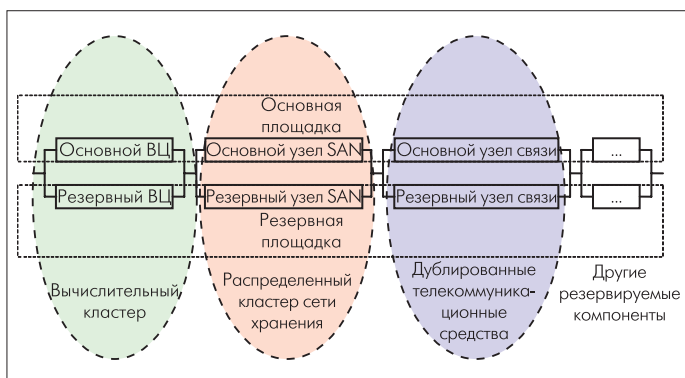 Основная
площадка
Основной ВЦ
Основной узел SAN
Основной узел связи
...
Резервный ВЦ
Резервный узел SAN
Резервный узел связи
...
Резервная
площадка
Вычислительный
кластер
Распределенный
кластер сети
хранения
Дублированные
телекоммуника-
ционные
средства
Другие
резервируемые
компоненты